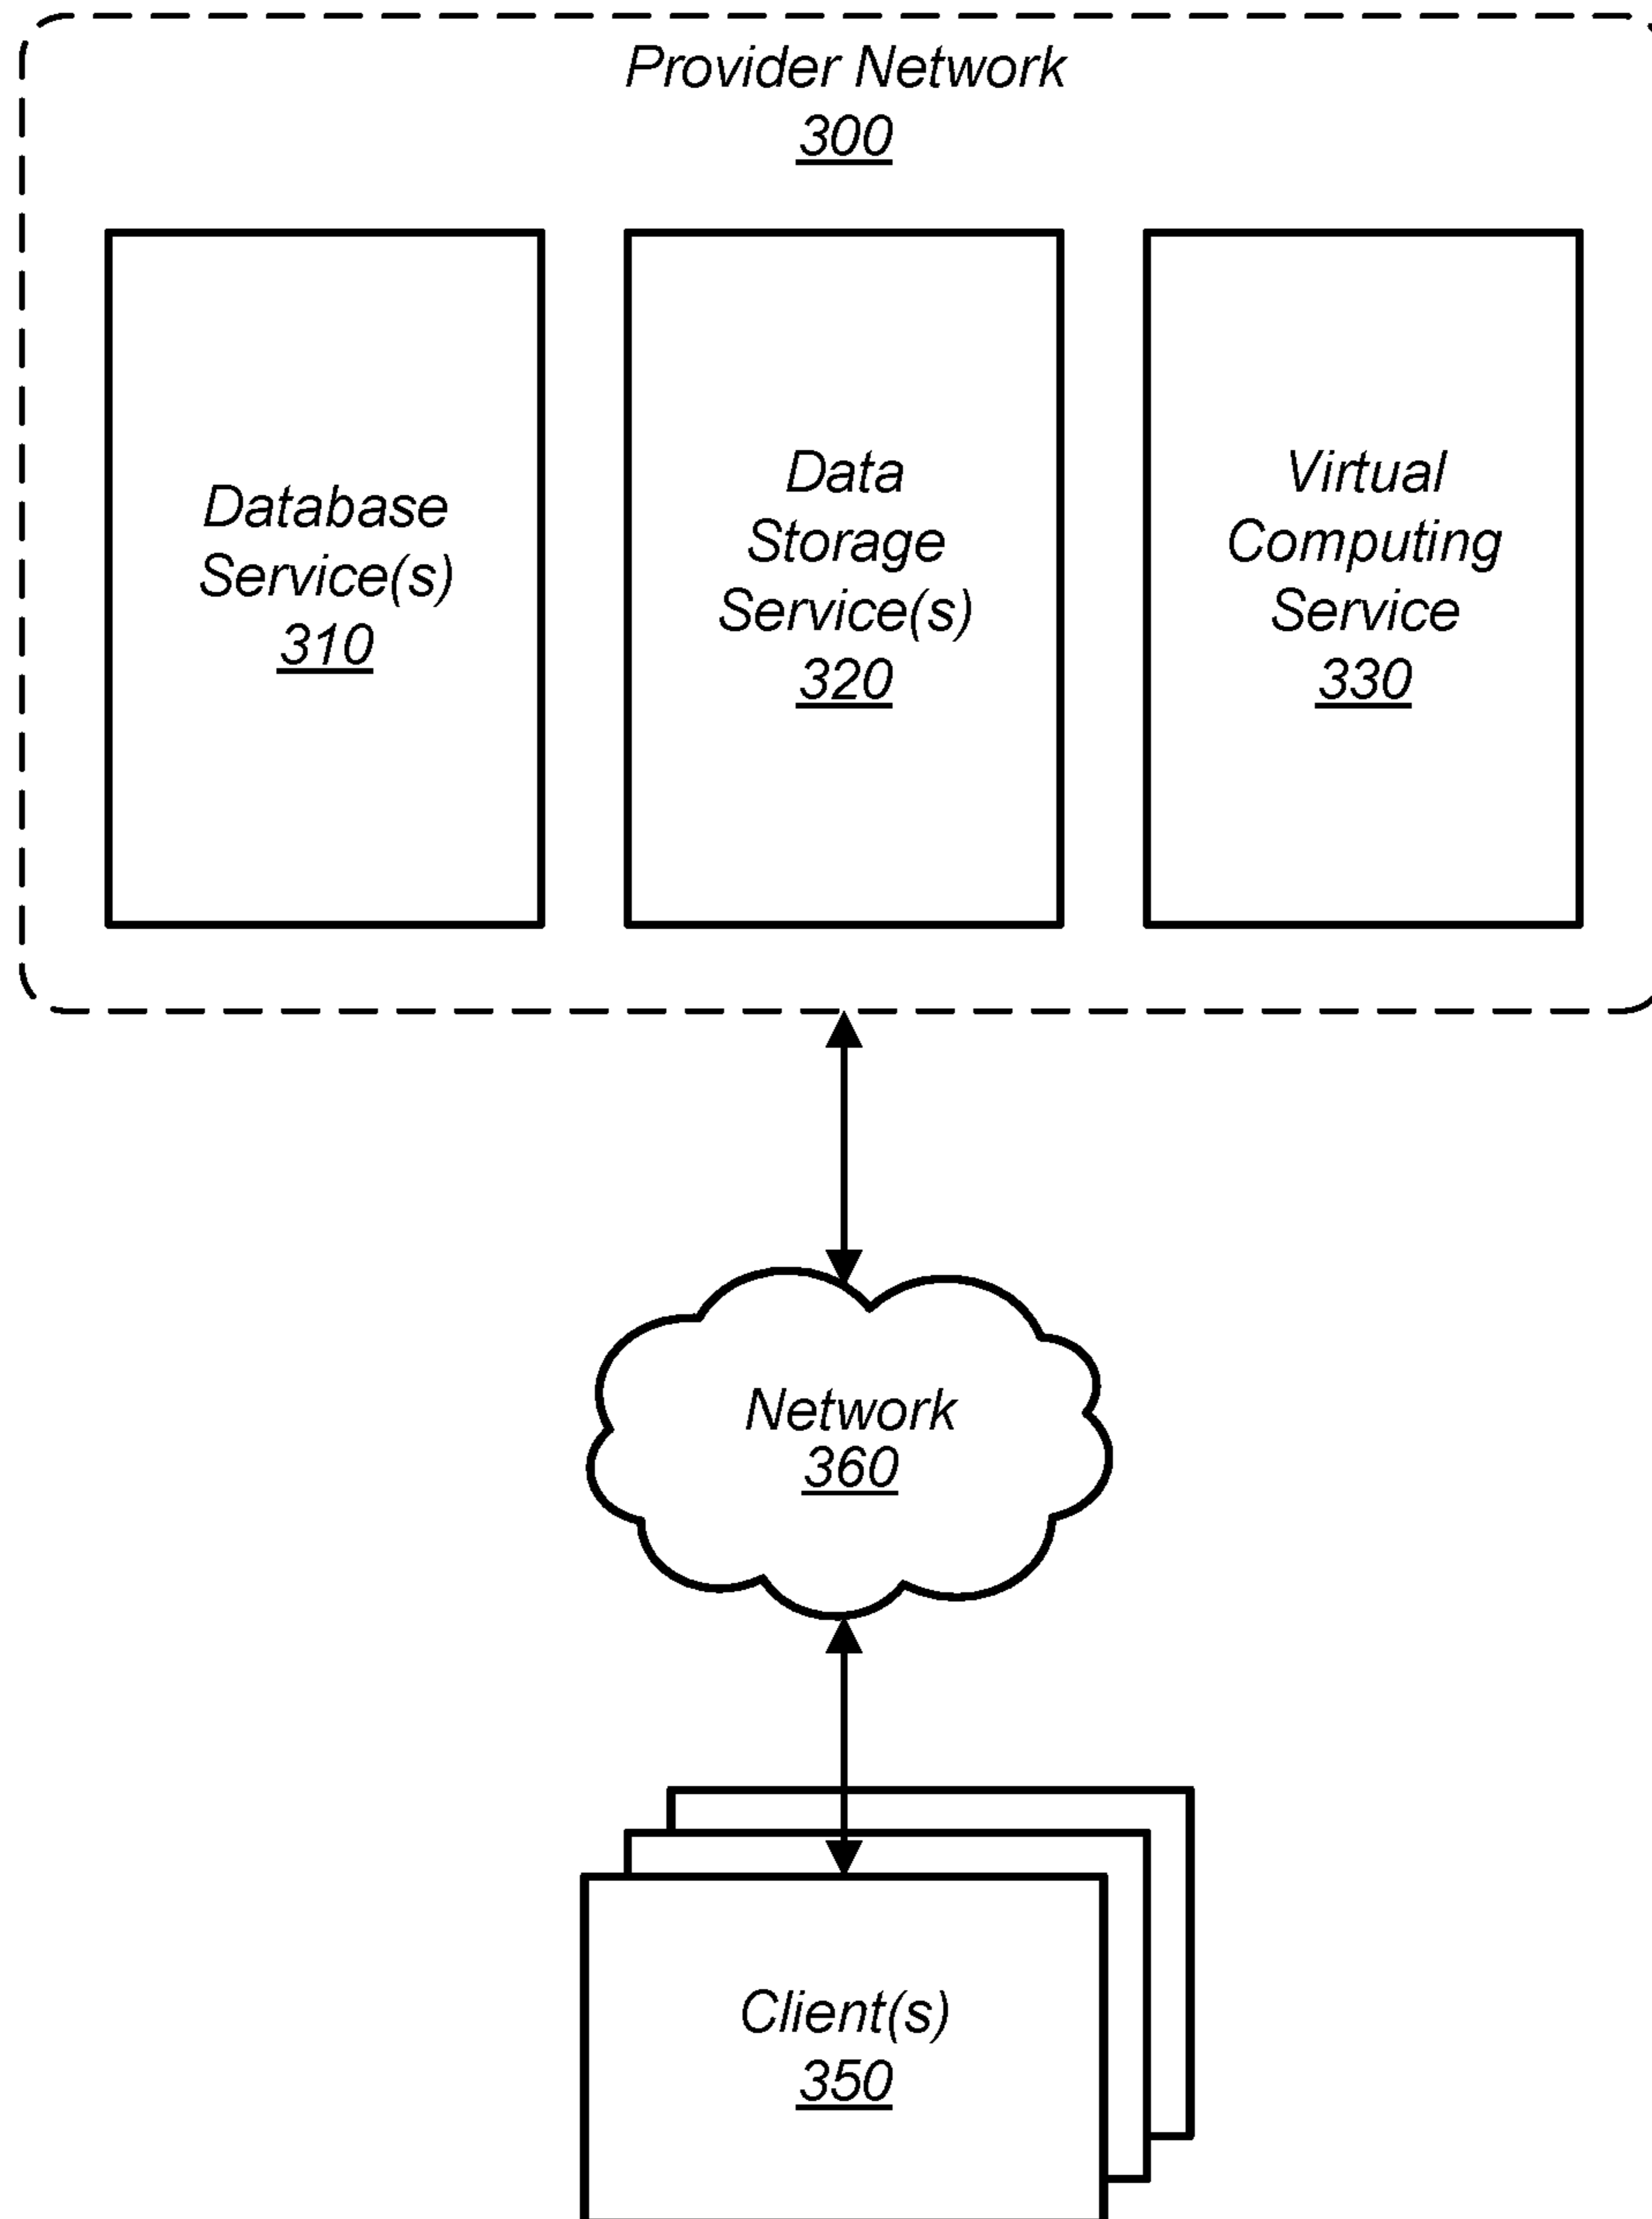 Provider Network
300
Database
Service(s)
310
Data
Storage
Service(s)
320
Virtual
Computing
Service
330
Network
360
Client(s)
350